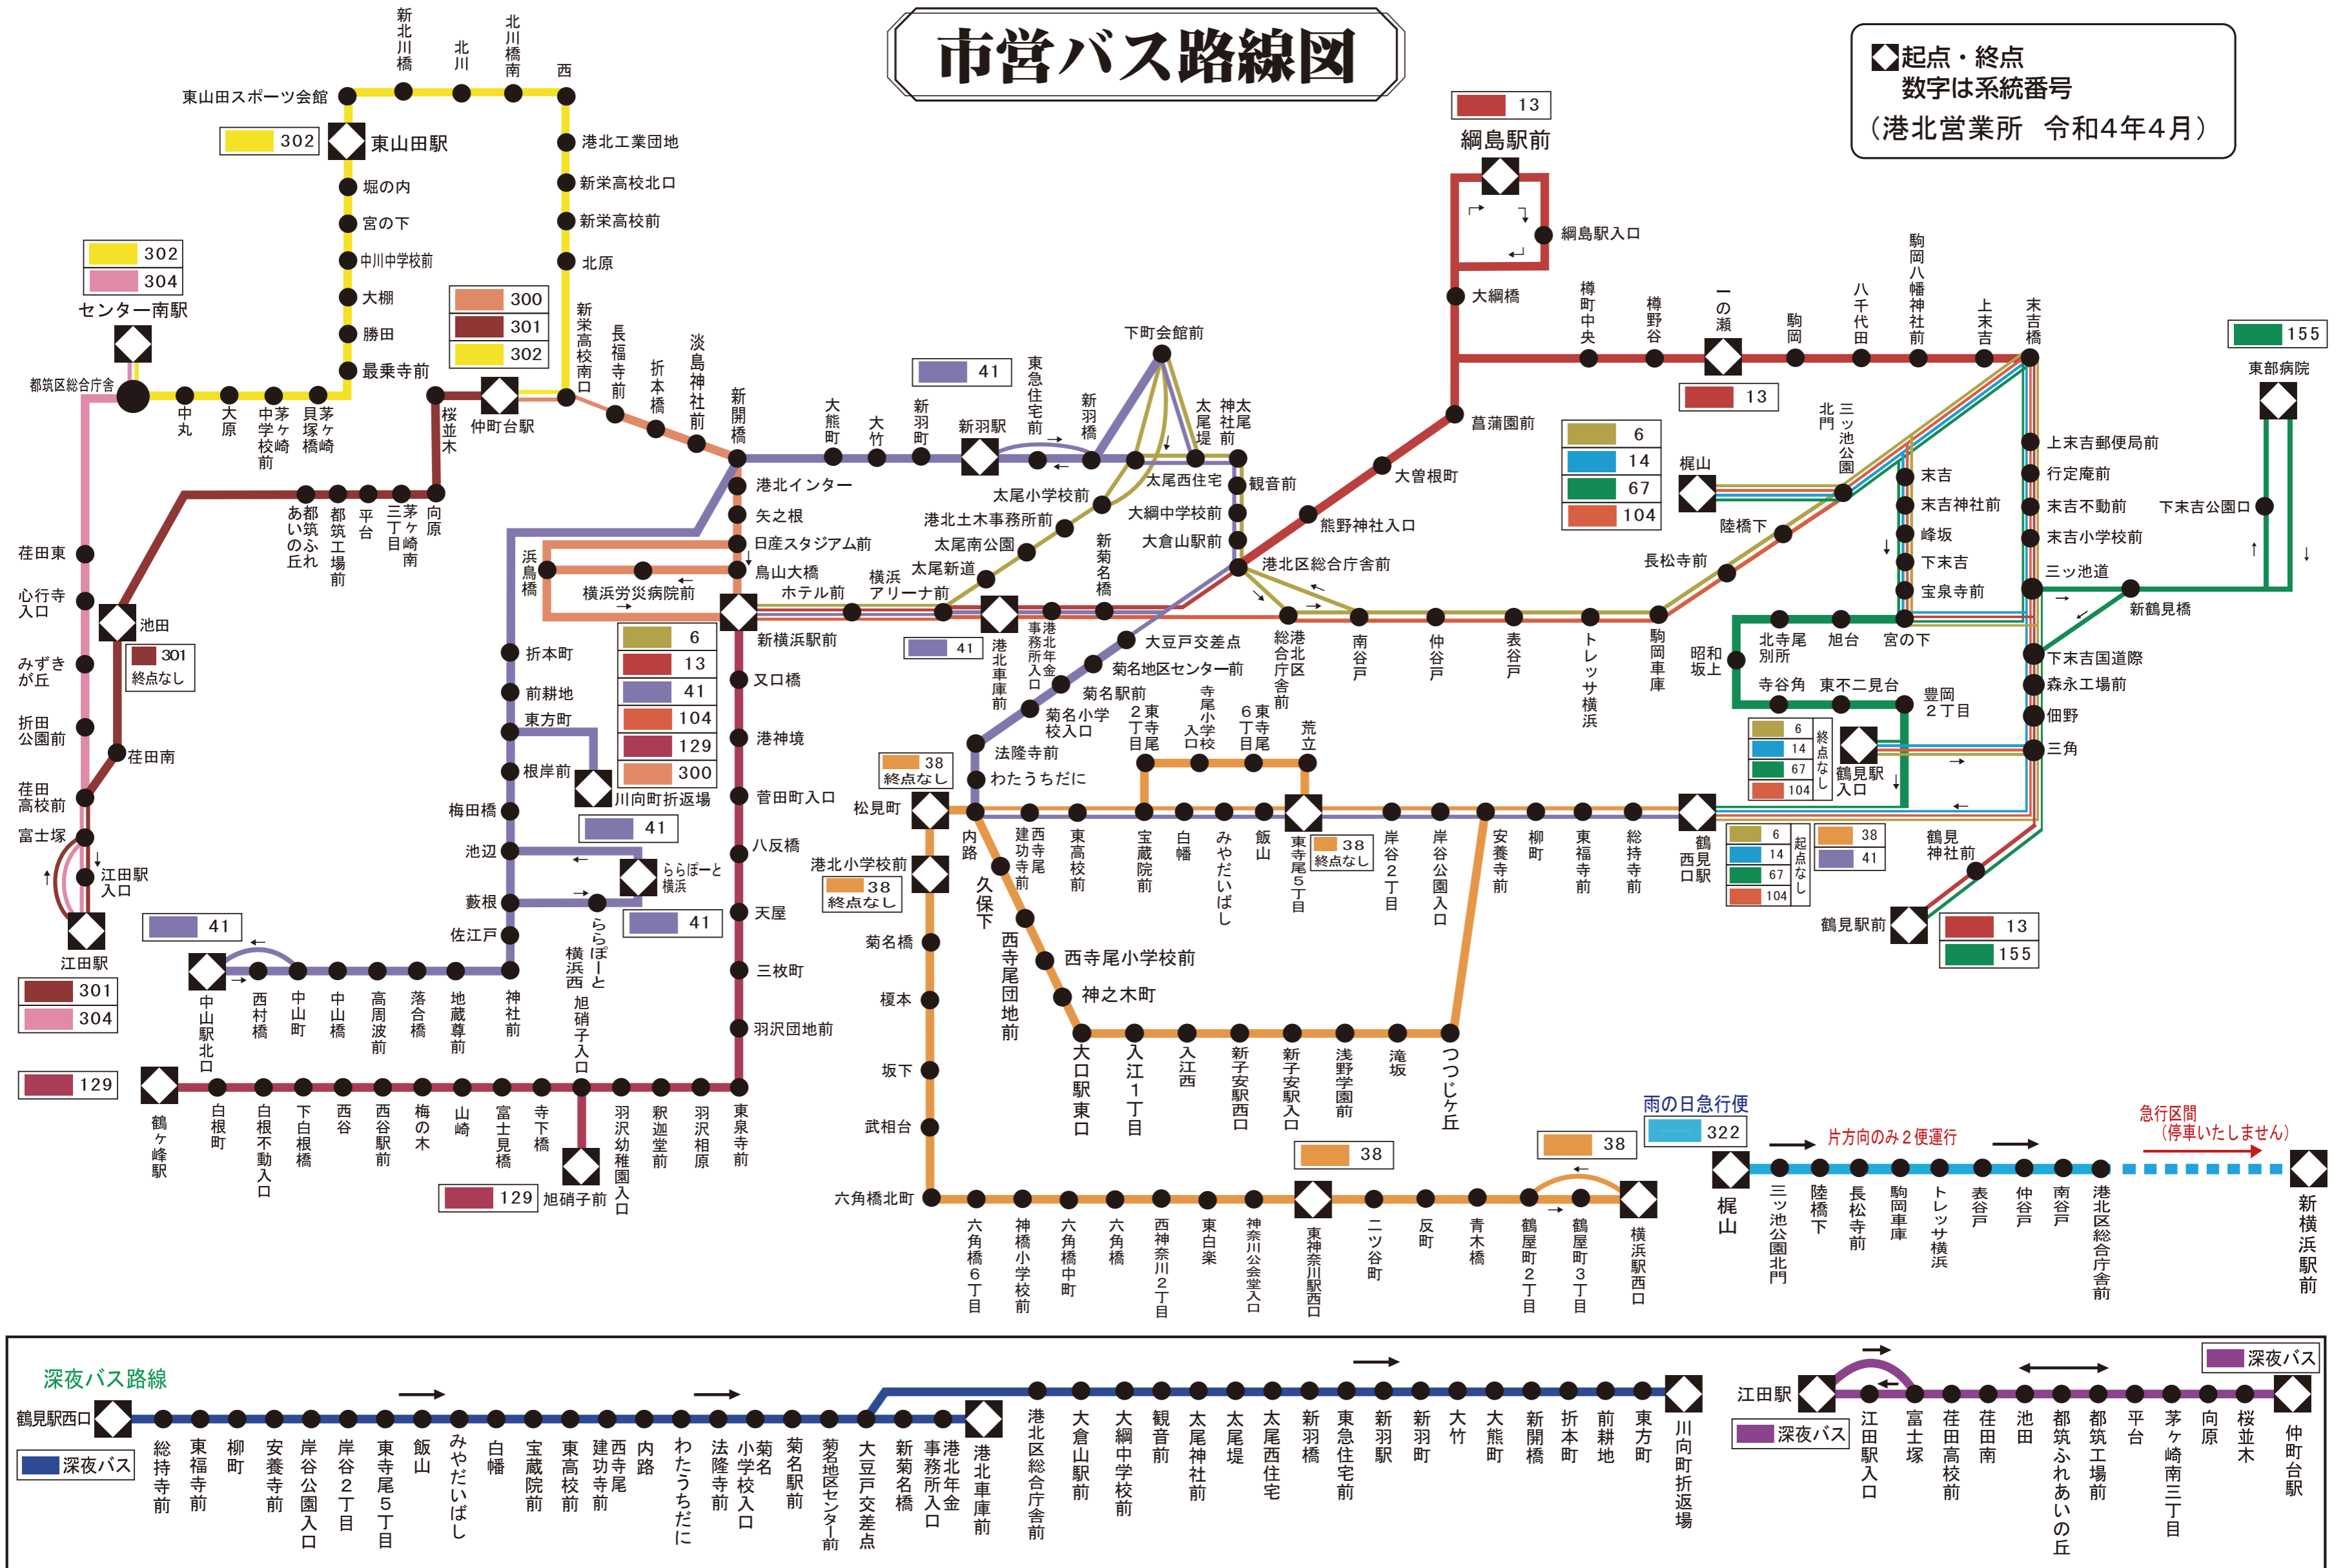 市営バス路線図
起点・終点
数字は系統番号
（港北営業所　令和4年4月）
新北川橋
北川
北川橋南
西
東山田スポーツ会館
302
東山田駅
堀の内
宮の下
中川中学校前
大棚
勝田
最乗寺前
港北工業団地
新栄高校北口
新栄高校前
北原
新栄高校南口
302
304
センター南駅
都筑区総合庁舎
中丸
大原
茅ヶ崎中学校前
茅ヶ崎貝塚橋
300
301
302
仲町台駅
桜並木
長福寺前
折本橋
淡島神社前
新開橋
都筑ふれあいの丘
都筑工場前
平台
茅ヶ崎南三丁目
向原
荏田東
心行寺入口
みずきが丘
折田公園前
荏田高校前
富士塚
江田駅入口
江田駅
301
304
池田
301
終点なし
荏田南
港北インター
矢之根
日産スタジアム前
鳥山大橋
浜鳥橋
横浜労災病院前
新横浜駅前
6
13
41
104
129
300
又口橋
港神境
菅田町入口
八反橋
天屋
三枚町
羽沢団地前
折本町
前耕地
東方町
根岸前
川向町折返場
41
梅田橋
池辺
ららぽーと横浜
41
藪根
ららぽーと横浜西
佐江戸
41
中山駅北口
西村橋
中山町
中山橋
高周波前
落合橋
地蔵尊前
神社前
129
鶴ヶ峰駅
白根町
白根不動入口
下白根橋
西谷
西谷駅前
梅の木
山崎
富士見橋
寺下橋
旭硝子入口
羽沢幼稚園入口
釈迦堂前
羽沢相原
東泉寺前
129
旭硝子前
大熊町
大竹
新羽町
41
新羽駅
東急住宅前
新羽橋
下町会館前
太尾西住宅
太尾堤
太尾神社前
観音前
大綱中学校前
大倉山駅前
港北区総合庁舎前
太尾小学校前
港北土木事務所前
太尾南公園
太尾新道
ホテル前
横浜アリーナ前
41
港北車庫前
港北年金事務所入口
新菊名橋
大豆戸交差点
菊名地区センター前
菊名駅前
菊名小学校入口
法隆寺前
わたうちだに
内路
港北区総合庁舎前
南谷戸
仲谷戸
表谷戸
トレッサ横浜
駒岡車庫
長松寺前
陸橋下
三ッ池公園北門
梶山
6
14
67
104
13
綱島駅前
綱島駅入口
大綱橋
樽町中央
樽野谷
一の瀬
13
駒岡
八千代田
駒岡八幡神社前
上末吉
末吉橋
菖蒲園前
大曽根町
熊野神社入口
末吉
末吉神社前
峰坂
下末吉
宝泉寺前
宮の下
旭台
北寺尾別所
昭和坂上
寺谷角
東不二見台
豊岡２丁目
上末吉郵便局前
行定庵前
末吉不動前
末吉小学校前
三ッ池道
新鶴見橋
下末吉公園口
155
東部病院
下末吉国道際
森永工場前
佃野
三角
6
14
67
104
終点なし
鶴見駅入口
鶴見駅西口
6
14
67
104
起点なし
38
41
鶴見神社前
鶴見駅前
13
155
38
終点なし
松見町
港北小学校前
38
終点なし
菊名橋
榎本
坂下
武相台
六角橋北町
西寺尾建功寺前
東高校前
宝蔵院前
白幡
みやだいばし
飯山
東寺尾5丁目
38
終点なし
東寺尾2丁目
寺尾小学校入口
東寺尾6丁目
荒立
岸谷2丁目
岸谷公園入口
安養寺前
柳町
東福寺前
総持寺前
久保下
西寺尾団地前
西寺尾小学校前
神之木町
大口駅東口
入江1丁目
入江西
新子安駅西口
新子安駅入口
浅野学園前
滝坂
つつじヶ丘
六角橋６丁目
神橋小学校前
六角橋中町
六角橋
西神奈川２丁目
東白楽
神奈川公会堂入口
38
東神奈川駅西口
二ツ谷町
反町
青木橋
鶴屋町２丁目
鶴屋町３丁目
38
横浜駅西口
雨の日急行便
322
片方向のみ２便運行
急行区間
（停車いたしません）
梶山
三ッ池公園北門
陸橋下
長松寺前
駒岡車庫
トレッサ横浜
表谷戸
仲谷戸
南谷戸
港北区総合庁舎前
新横浜駅前
深夜バス路線
鶴見駅西口
深夜バス
総持寺前
東福寺前
柳町
安養寺前
岸谷公園入口
岸谷２丁目
東寺尾５丁目
飯山
みやだいばし
白幡
宝蔵院前
東高校前
西寺尾建功寺前
内路
わたうちだに
法隆寺前
菊名小学校入口
菊名駅前
菊名地区センター前
大豆戸交差点
新菊名橋
港北年金事務所入口
港北車庫前
港北区総合庁舎前
大倉山駅前
大綱中学校前
観音前
太尾神社前
太尾堤
太尾西住宅
新羽橋
東急住宅前
新羽駅
新羽町
大竹
大熊町
新開橋
折本町
前耕地
東方町
川向町折返場
江田駅
深夜バス
江田駅入口
富士塚
荏田高校前
荏田南
池田
都筑ふれあいの丘
都筑工場前
平台
茅ヶ崎南三丁目
向原
桜並木
仲町台駅
深夜バス